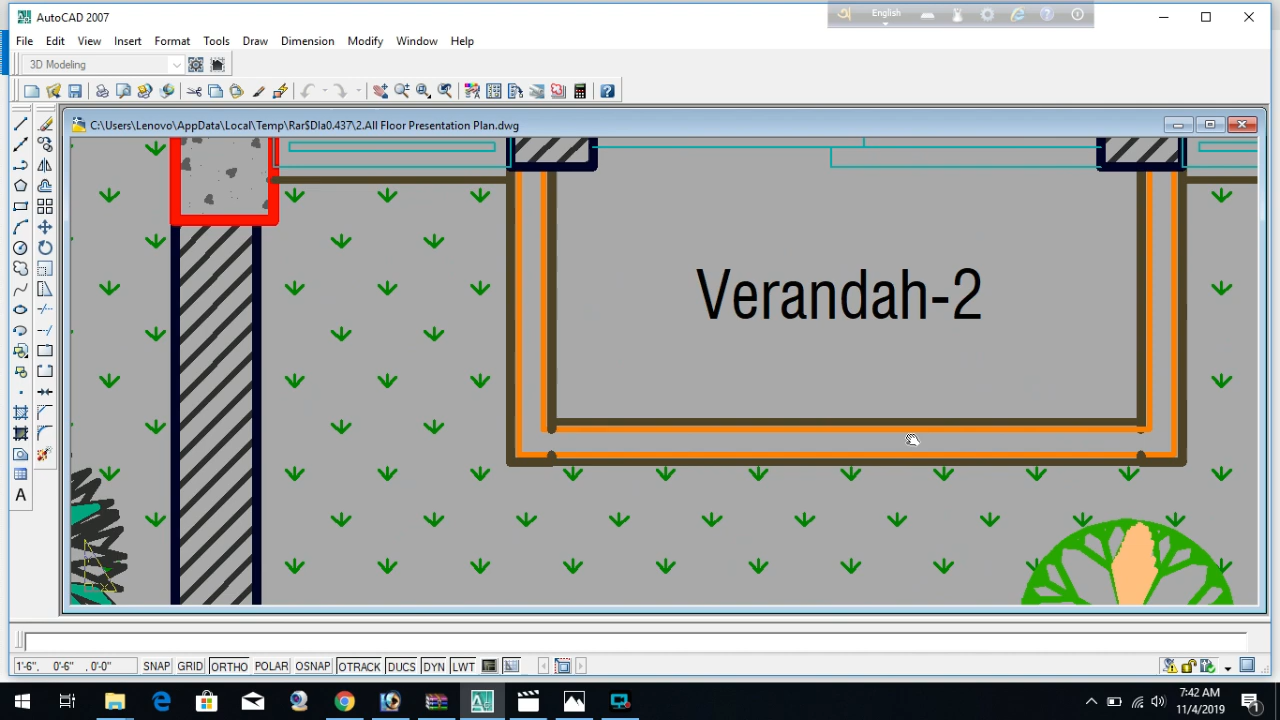 AutoCAD 2007
English
File Edit View Insert Format Tools Draw Dimension Modify Window Help
3D Modeling
C:\Users\Lenovo\AppData\Local\Temp\Rar$DIa0.437\2.All Floor Presentation Plan.dwg
Verandah-2
1'-6", 0'-6" , 0'-0" SNAP GRID ORTHO POLAR OSNAP OTRACK DUCS DYN LWT
7:42 AM
11/4/2019